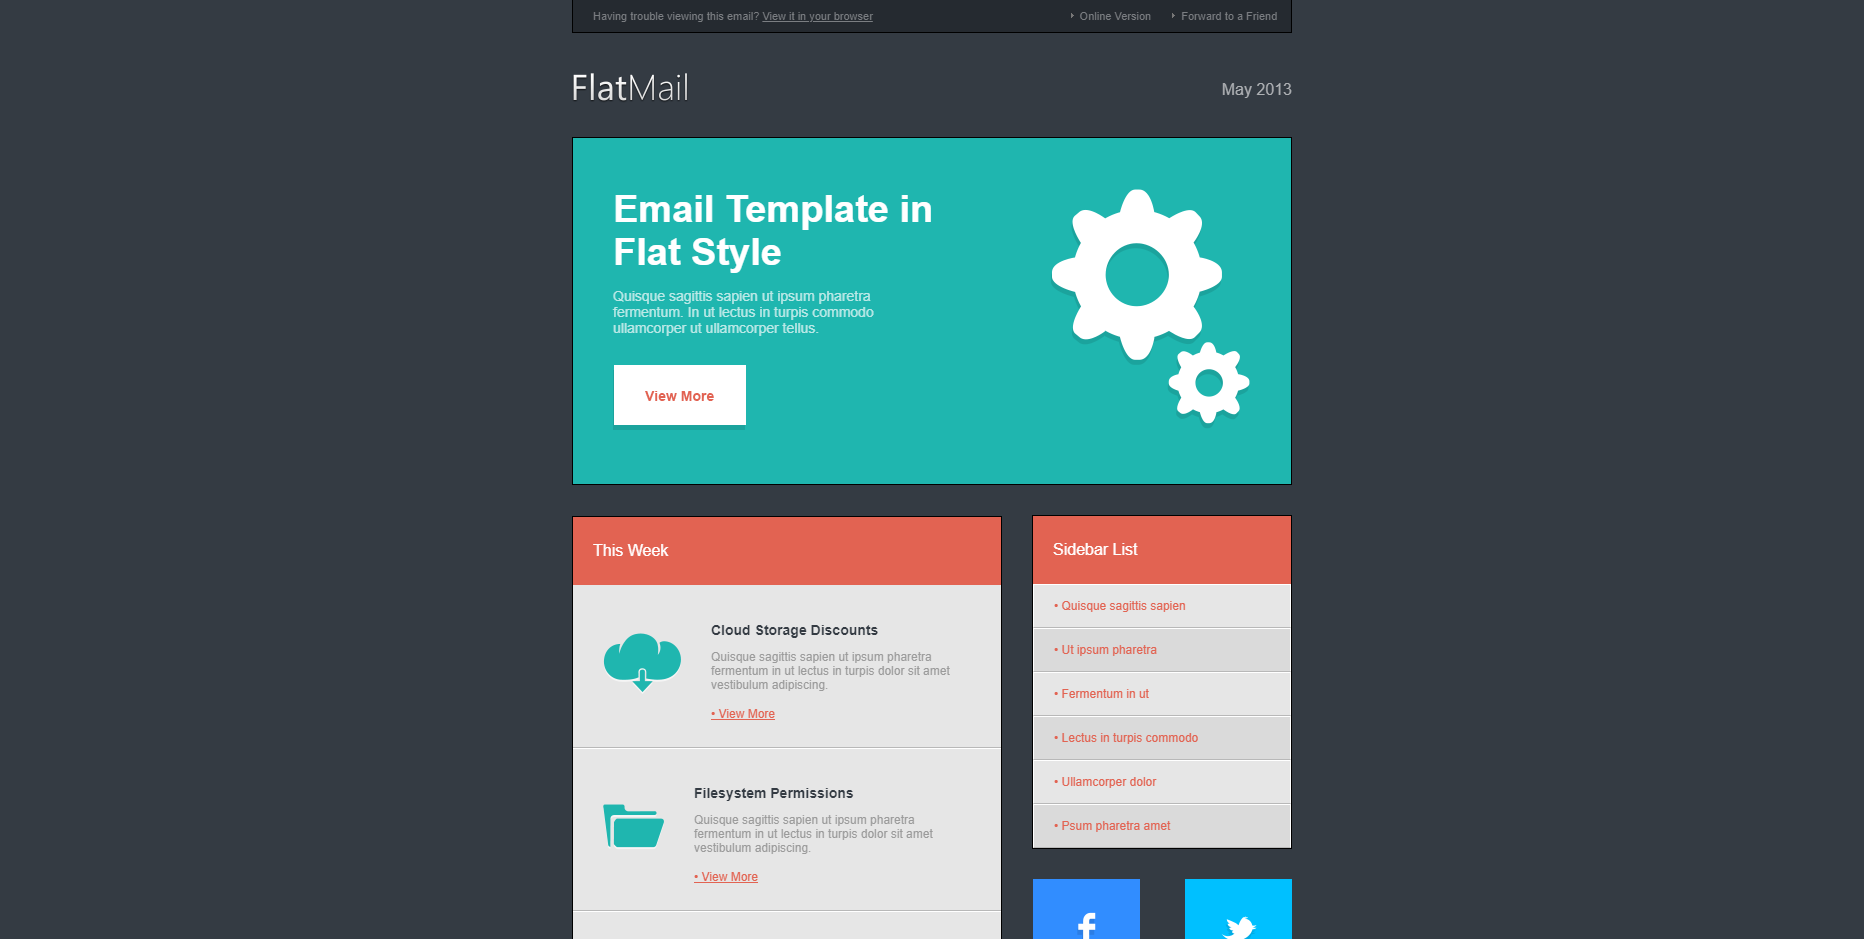 Having trouble viewing this email? View it in your browser
Online Version
Forward to a Friend
FlatMail
May 2013
Email Template in
Flat Style
Quisque sagittis sapien ut ipsum pharetra
fermentum. In ut lectus in turpis commodo
ullamcorper ut ullamcorper tellus.
View More
This Week
Cloud Storage Discounts
Quisque sagittis sapien ut ipsum pharetra
fermentum in ut lectus in turpis dolor sit amet
vestibulum adipiscing.
• View More
Filesystem Permissions
Quisque sagittis sapien ut ipsum pharetra
fermentum in ut lectus in turpis dolor sit amet
vestibulum adipiscing.
• View More
Sidebar List
• Quisque sagittis sapien
• Ut ipsum pharetra
• Fermentum in ut
• Lectus in turpis commodo
• Ullamcorper dolor
• Psum pharetra amet